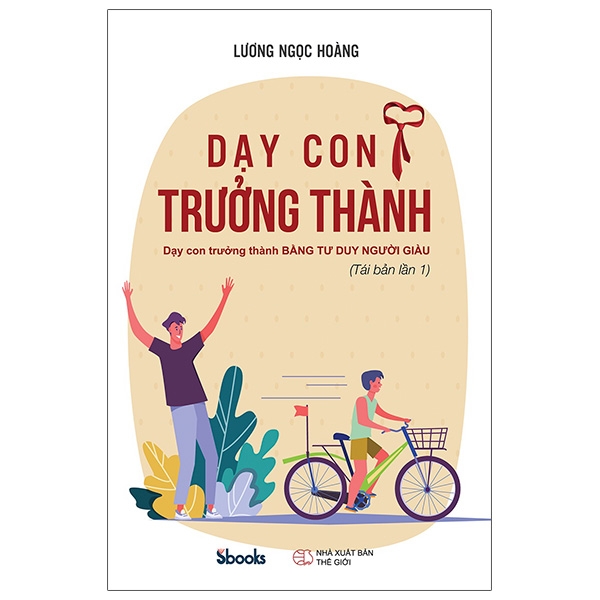 LƯƠNG NGỌC HOÀNG
DẠY CON
TRƯỞNG THÀNH
Dạy con trưởng thành BẰNG TƯ DUY NGƯỜI GIÀU
(Tái bản lần 1)
Sbooks
NHÀ XUẤT BẢN
THẾ GIỚI